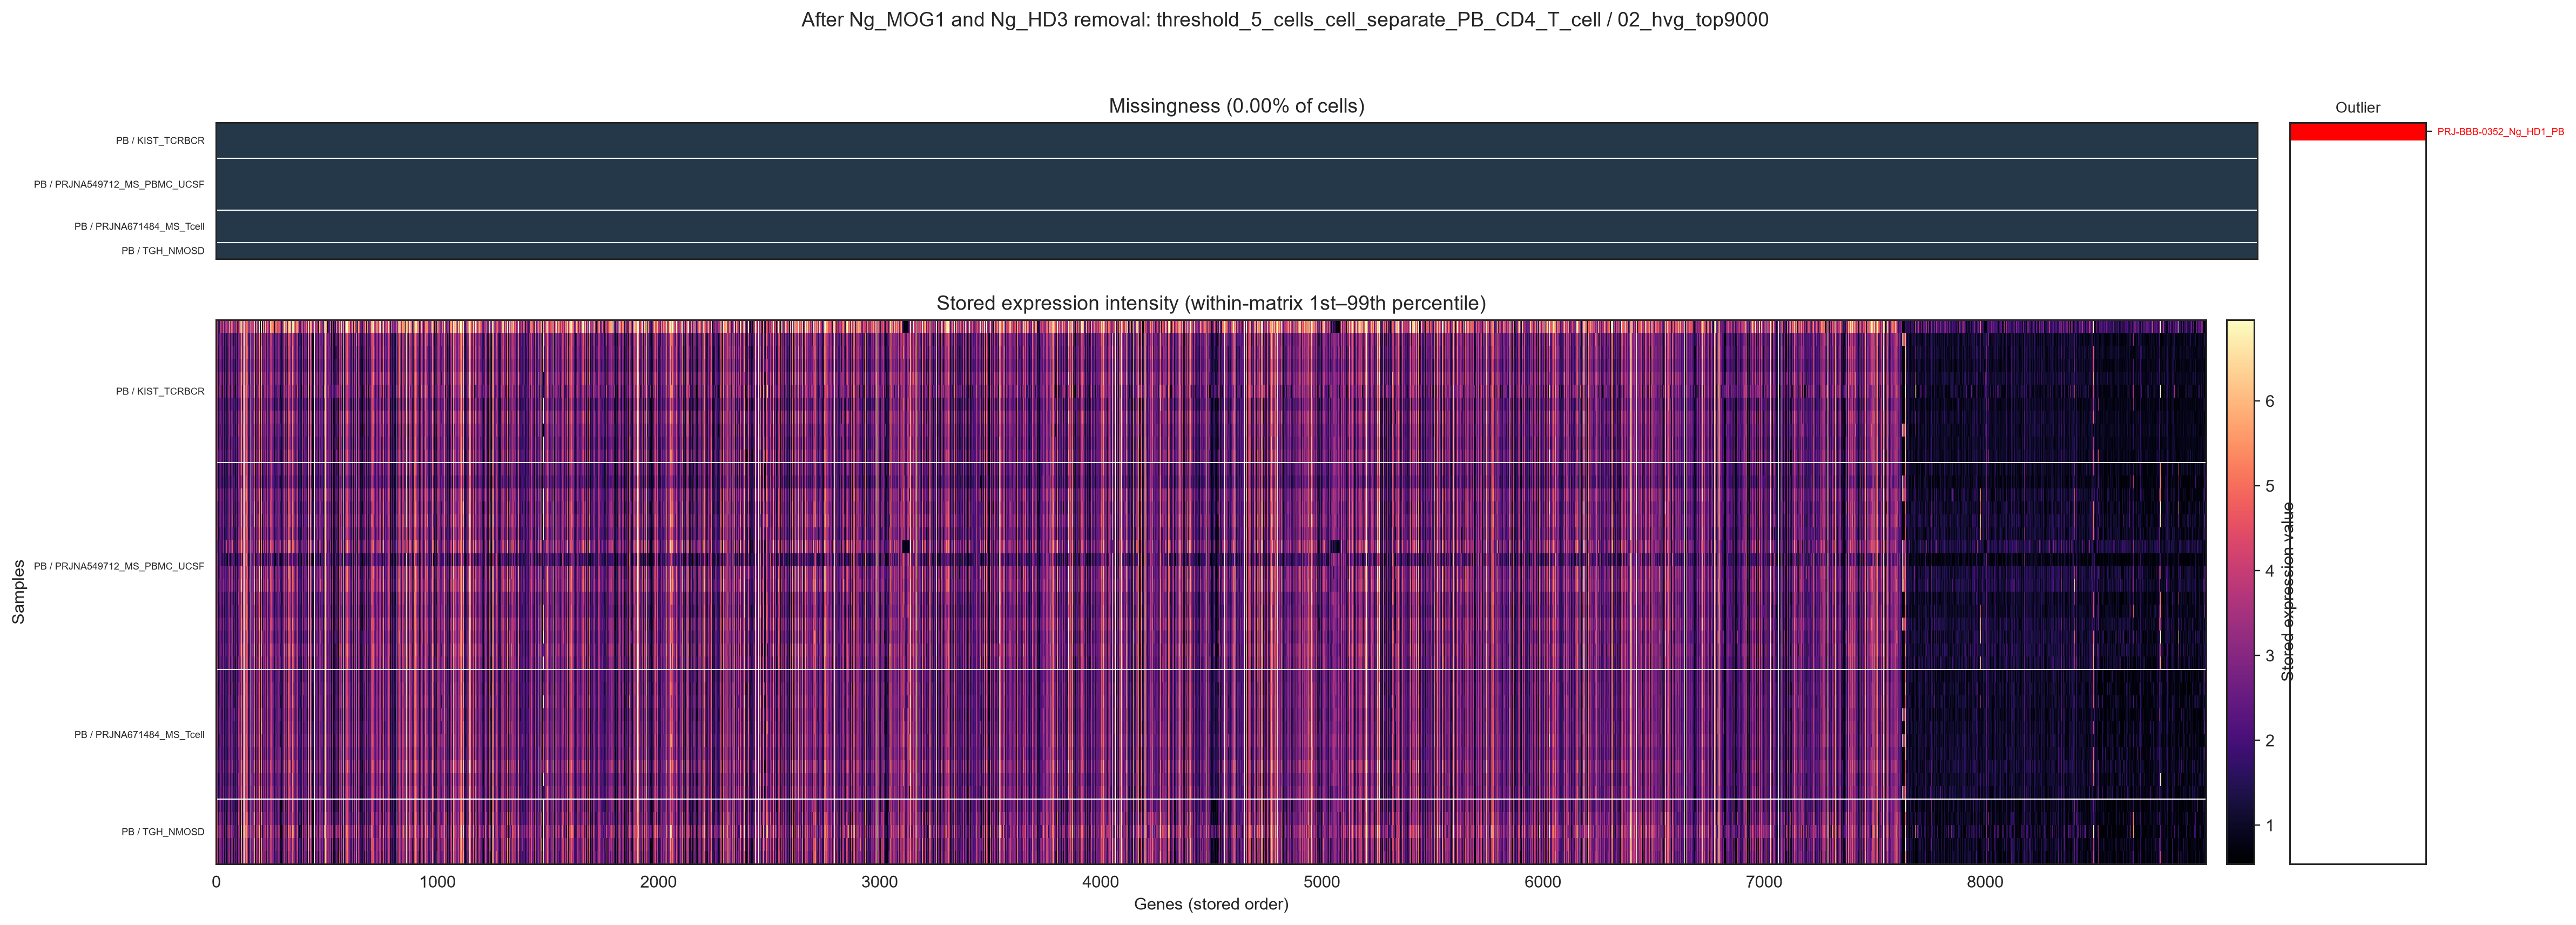 After Ng_MOG1 and Ng_HD3 removal: threshold_5_cells_cell_separate_PB_CD4_T_cell / 02_hvg_top9000
Missingness (0.00% of cells)
Outlier
PB / KIST_TCRBCR
PB / PRJNA549712_MS_PBMC_UCSF
PB / PRJNA671484_MS_Tcell
PB / TGH_NMOSD
PRJ-BBB-0352_Ng_HD1_PB
Stored expression intensity (within-matrix 1st–99th percentile)
Samples
PB / KIST_TCRBCR
PB / PRJNA549712_MS_PBMC_UCSF
PB / PRJNA671484_MS_Tcell
PB / TGH_NMOSD
0 1000 2000 3000 4000 5000 6000 7000 8000
Genes (stored order)
6
5
4
3
2
1
Stored expression value